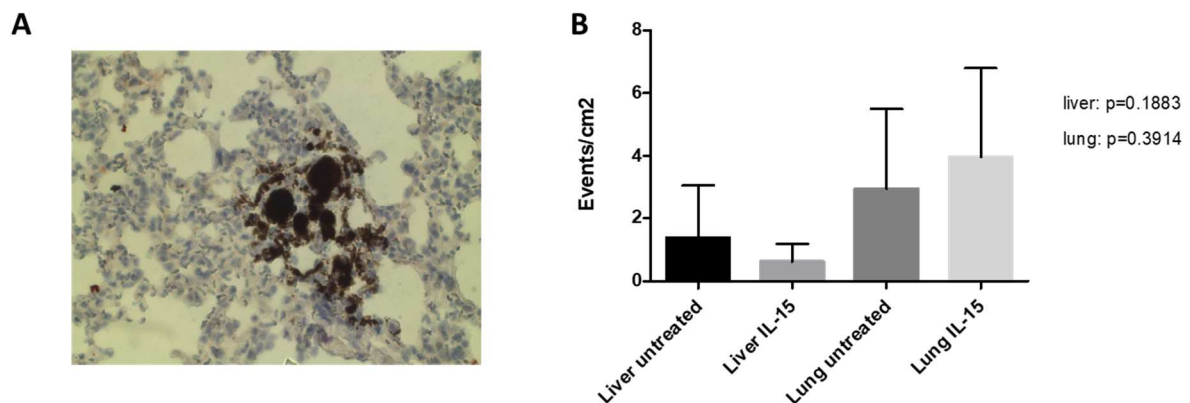 A
B
8
6
4
2
0
Events/cm2
Liver untreated
Liver IL-15
Lung untreated
Lung IL-15
liver: p=0.1883
lung: p=0.3914